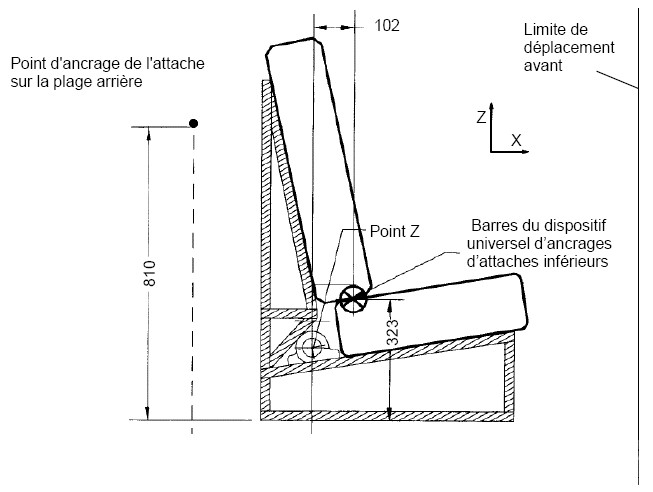 102
Limite de
déplacement
avant
Point d'ancrage de l'attache
sur la plage arrière
Z
X
Point Z
Barres du dispositif
universel d'ancrages
d'attaches inférieurs
810
323